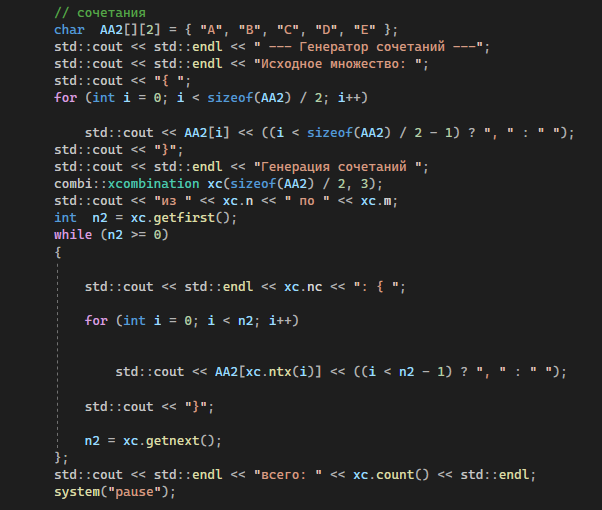 // сочетания
char  AA2[][2] = { "A", "B", "C", "D", "E" };
std::cout << std::endl << " --- Генератор сочетаний ---";
std::cout << std::endl << "Исходное множество: ";
std::cout << "{ ";
for (int i = 0; i < sizeof(AA2) / 2; i++)
std::cout << AA2[i] << ((i < sizeof(AA2) / 2 - 1) ? ", " : " ");
std::cout << "}";
std::cout << std::endl << "Генерация сочетаний ";
combi::xcombination xc(sizeof(AA2) / 2, 3);
std::cout << "из " << xc.n << " по " << xc.m;
int  n2 = xc.getfirst();
while (n2 >= 0)
{
std::cout << std::endl << xc.nc << ": { ";
for (int i = 0; i < n2; i++)
std::cout << AA2[xc.ntx(i)] << ((i < n2 - 1) ? ", " : " ");
std::cout << "}";
n2 = xc.getnext();
};
std::cout << std::endl << "всего: " << xc.count() << std::endl;
system("pause");